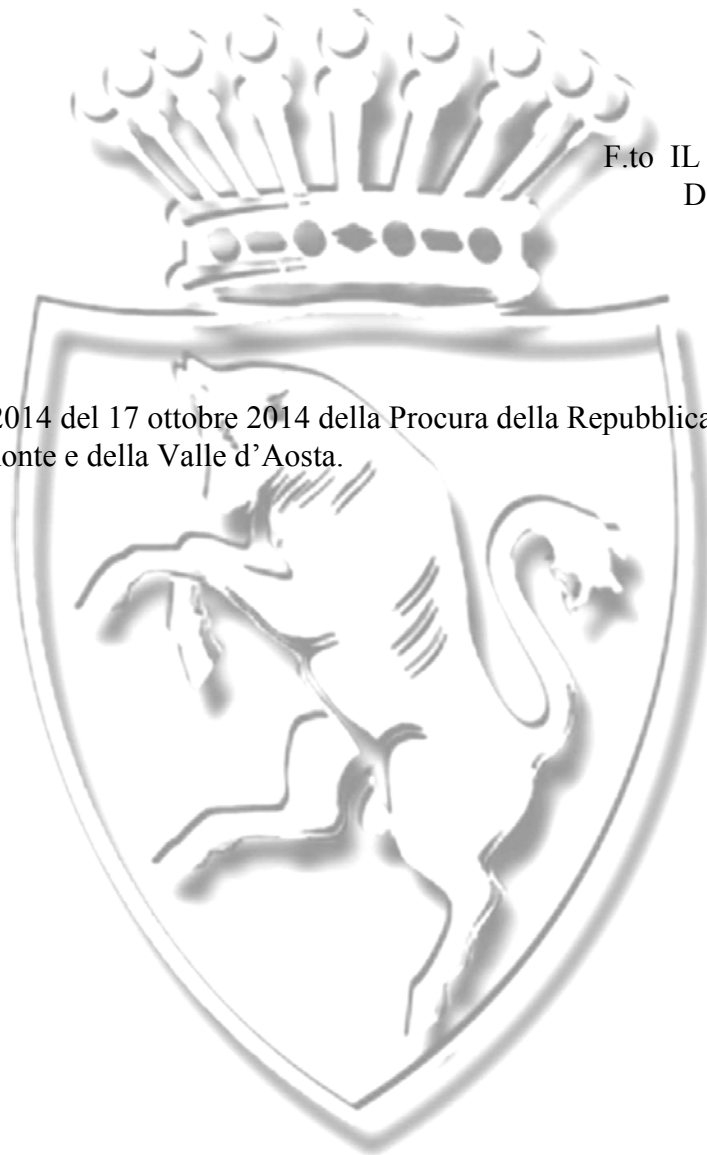 F.to IL
D
2014 del 17 ottobre 2014 della Procura della Repubblica
onte e della Valle d’Aosta.